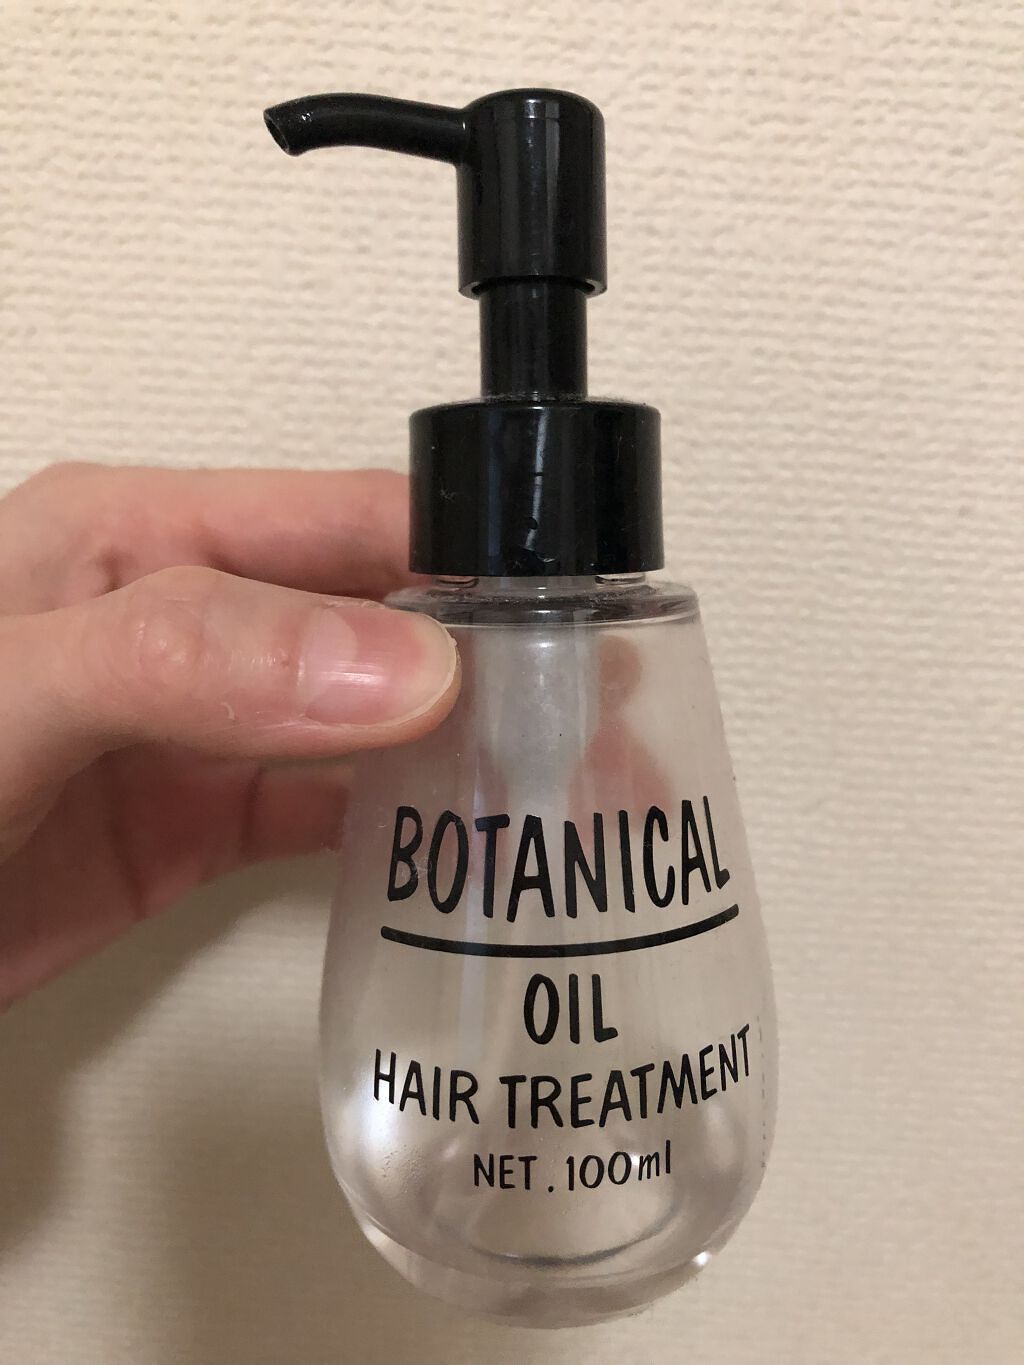 BOTANICAL
OIL
HAIR TREATMENT
NET. 100ml